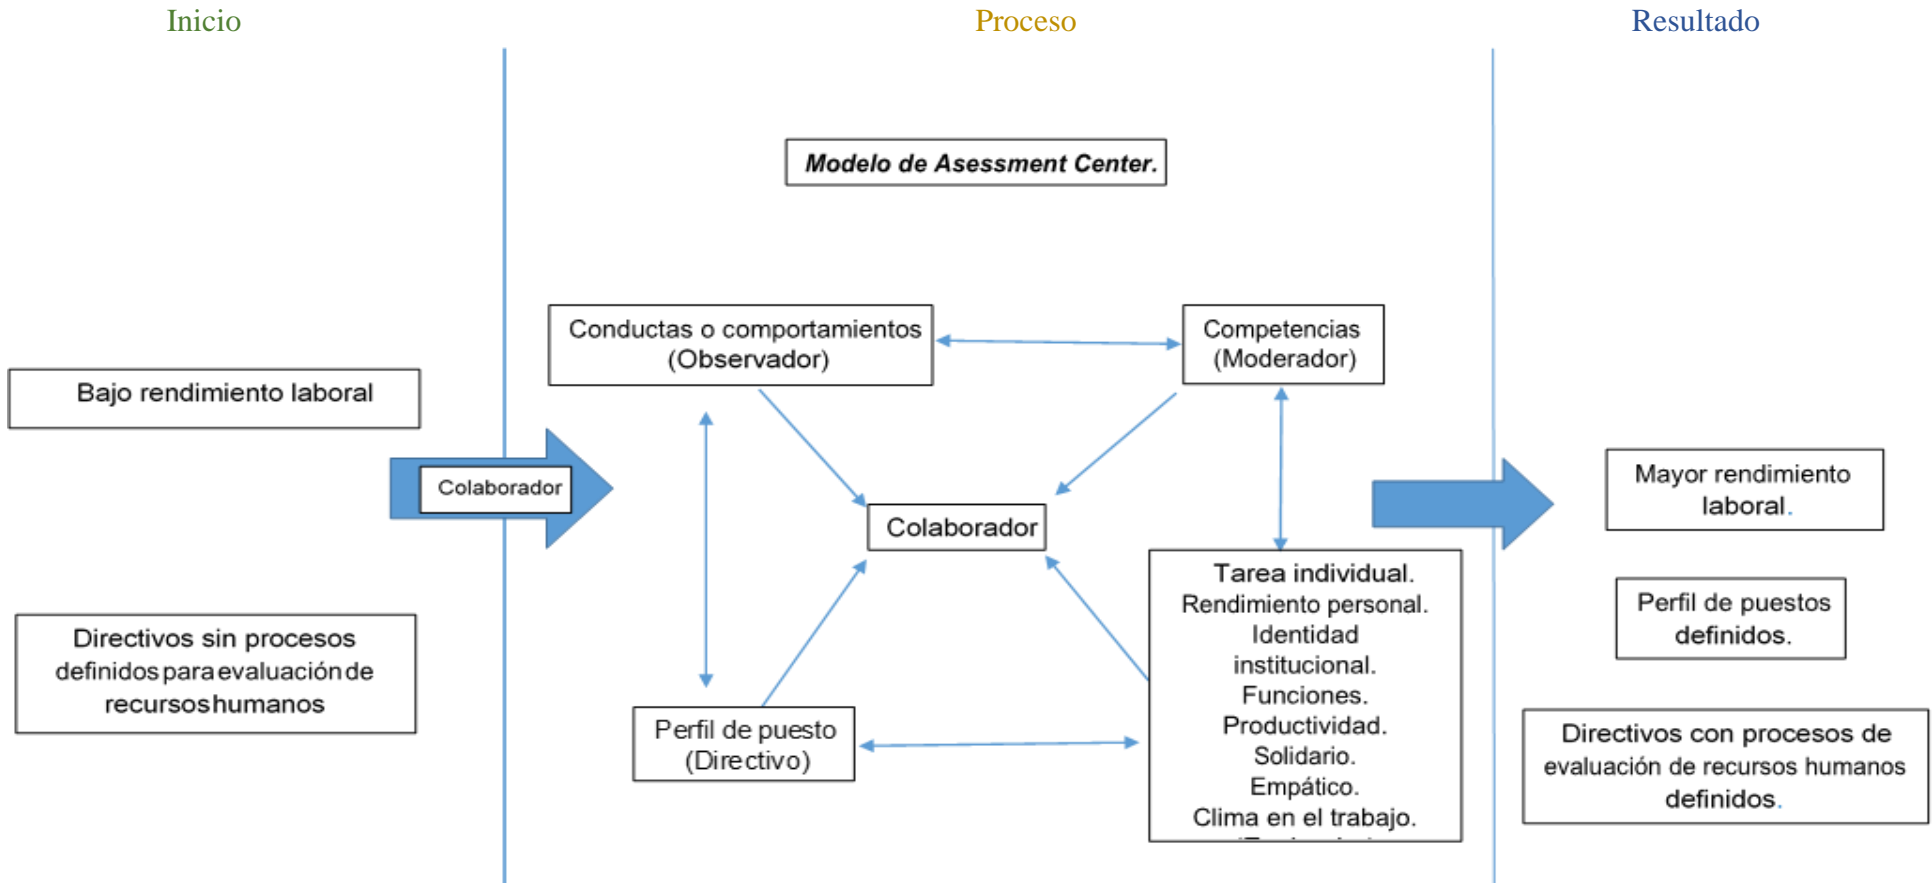 Inicio
Proceso
Resultado
Modelo de Asessment Center.
Bajo rendimiento laboral
Directivos sin procesos
definidos para evaluación de
recursos humanos
Colaborador
Conductas o comportamientos
(Observador)
Competencias
(Moderador)
Colaborador
Perfil de puesto
(Directivo)
Tarea individual.
Rendimiento personal.
Identidad
institucional.
Funciones.
Productividad.
Solidario.
Empático.
Clima en el trabajo.
Mayor rendimiento
laboral.
Perfil de puestos
definidos.
Directivos con procesos de
evaluación de recursos humanos
definidos.